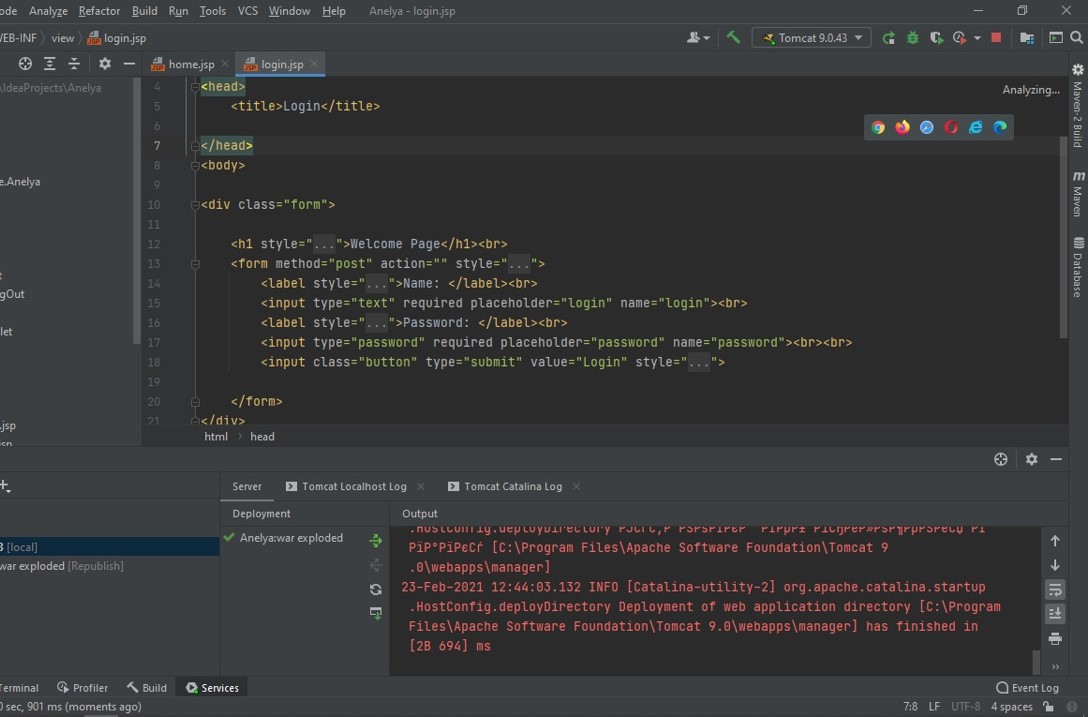 ode Analyze Refactor Build Run Tools VCS Window Help Anelya - login.jsp
EB-INF view login.jsp Tomcat 9.0.43
home.jsp login.jsp
\IdeaProjects\Anelya
Analyzing...
4 <head>
5 <title>Login</title>
6
7 </head>
8 <body>
9
10 <div class="form">
11
12 <h1 style="...">Welcome Page</h1><br>
13 <form method="post" action="" style="...">
14 <label style="...">Name: </label><br>
15 <input type="text" required placeholder="login" name="login"><br>
16 <label style="...">Password: </label><br>
17 <input type="password" required placeholder="password" name="password"><br><br>
18 <input class="button" type="submit" value="Login" style="...">
19
20 </form>
21 </div>
e.Anelya
t
gOut
let
.jsp
Maven-2 Build
Maven
Database
html head
Server Tomcat Localhost Log Tomcat Catalina Log
Deployment Output
[local]
war exploded [Republish]
Anelya:war exploded
.HostConfig.deployDirectory
[C:\Program Files\Apache Software Foundation\Tomcat 9
.0\webapps\manager]
23-Feb-2021 12:44:03.132 INFO [Catalina-utility-2] org.apache.catalina.startup
.HostConfig.deployDirectory Deployment of web application directory [C:\Program
Files\Apache Software Foundation\Tomcat 9.0\webapps\manager] has finished in
[2В 694] ms
Terminal Profiler Build Services Event Log
0 sec, 901 ms (moments ago) 7:8 LF UTF-8 4 spaces